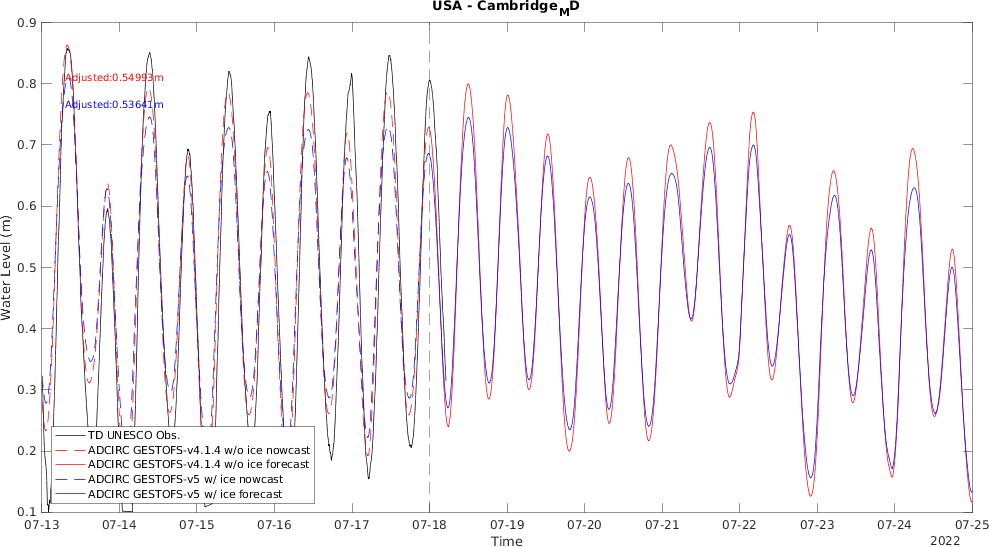 USA - Cambridge_MD
0.9
0.8
0.7
0.6
0.5
0.4
0.3
0.2
0.1
Water Level (m)
Adjusted:0.54993m
Adjusted:0.53641m
TD UNESCO Obs.
ADCIRC GESTOFS-v4.1.4 w/o ice nowcast
ADCIRC GESTOFS-v4.1.4 w/o ice forecast
ADCIRC GESTOFS-v5 w/ ice nowcast
ADCIRC GESTOFS-v5 w/ ice forecast
07-13 07-14 07-15 07-16 07-17 07-18 07-19 07-20 07-21 07-22 07-23 07-24 07-25
Time
2022